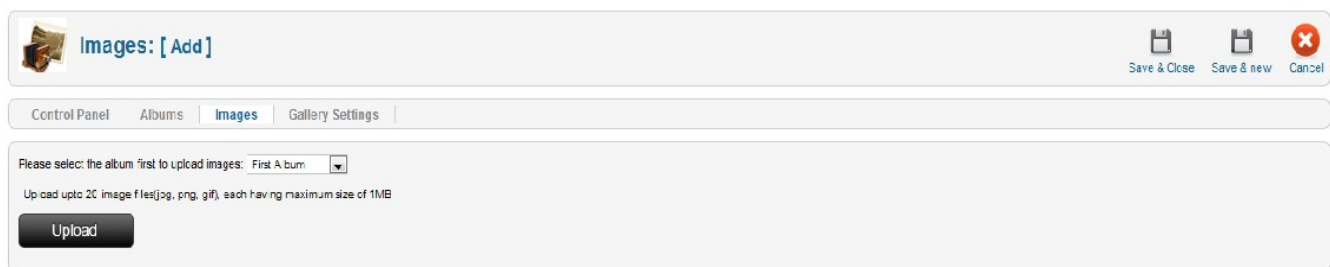 Images: [ Add ]
Save & Close Save & new Cancel
Control Panel Albums Images Gallery Settings
Please select the album first to upload images: First Album
Upload upto 20 image files(jpg, png, gif), each having maximum size of 1MB
Upload